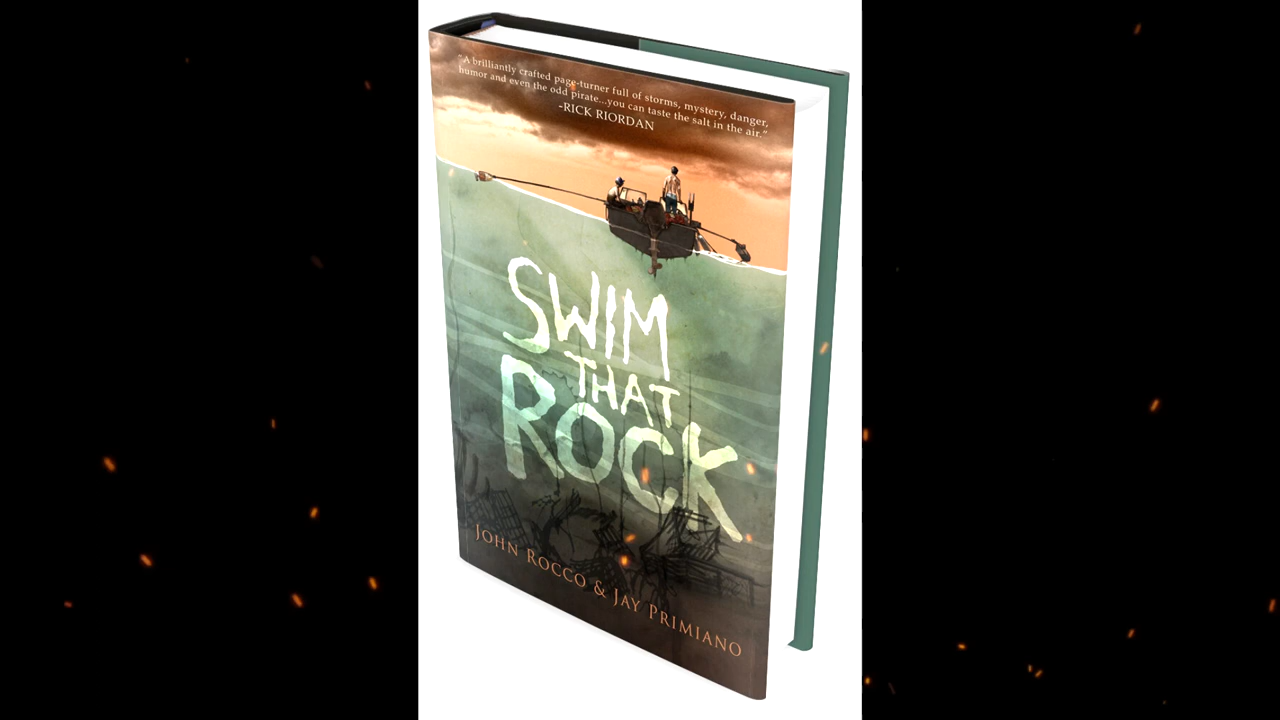 "A brilliantly crafted page-turner full of storms, mystery, danger,
humor and even the odd pirate...you can taste the salt in the air."
-RICK RIORDAN
SWIM
THAT
ROCK
JOHN ROCCO & JAY PRIMIANO